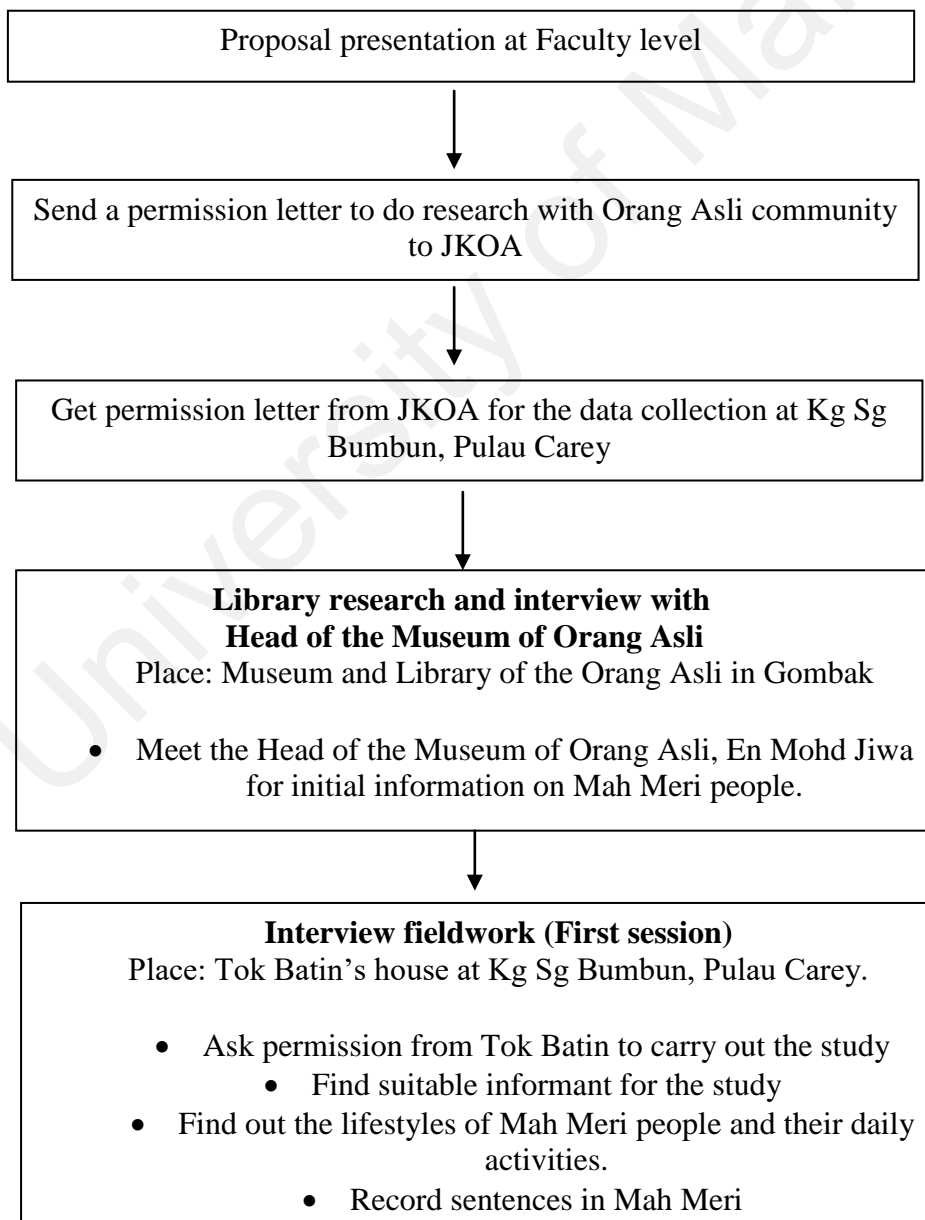 Proposal presentation at Faculty level
Send a permission letter to do research with Orang Asli community
to JKOA
Get permission letter from JKOA for the data collection at Kg Sg
Bumbun, Pulau Carey
Library research and interview with
Head of the Museum of Orang Asli
Place: Museum and Library of the Orang Asli in Gombak
• Meet the Head of the Museum of Orang Asli, En Mohd Jiwa
for initial information on Mah Meri people.
Interview fieldwork (First session)
Place: Tok Batin’s house at Kg Sg Bumbun, Pulau Carey.
• Ask permission from Tok Batin to carry out the study
• Find suitable informant for the study
• Find out the lifestyles of Mah Meri people and their daily
activities.
• Record sentences in Mah Meri
University of Ma